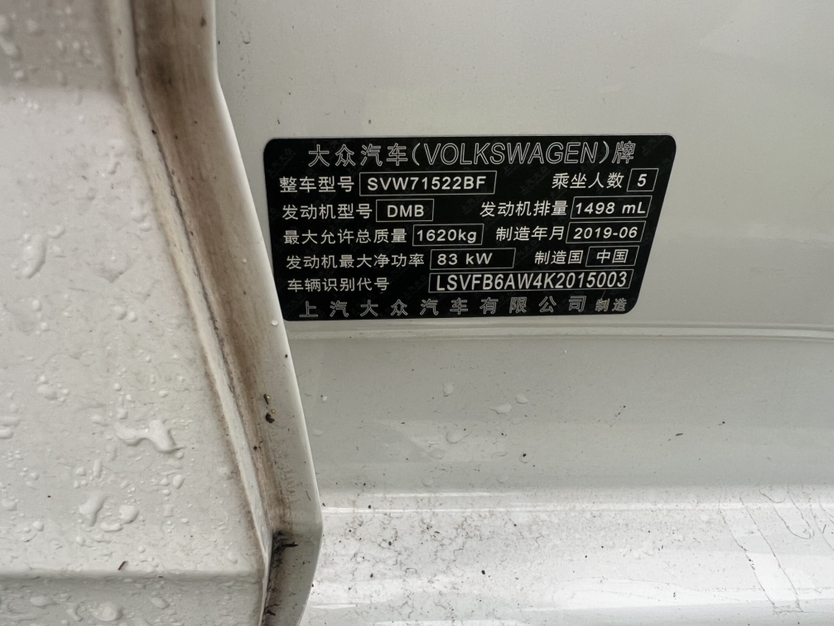 大众汽车(VOLKSWAGEN)牌
整车型号 SVW71522BF 乘坐人数 5
发动机型号 DMB 发动机排量 1498 mL
最大允许总质量 1620kg 制造年月 2019-06
发动机最大净功率 83 kW 制造国 中国
车辆识别代号 LSVFB6AW4K2015003
上汽大众汽车有限公司 制造